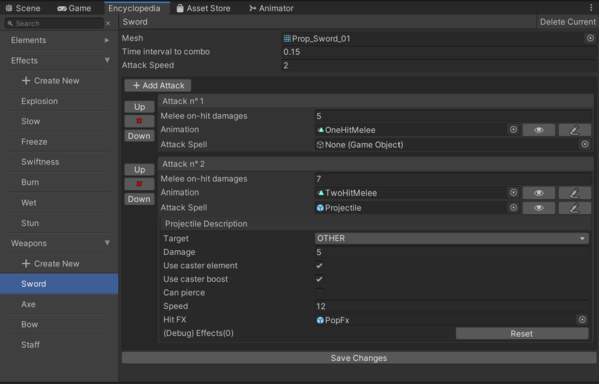 Scene Game Encyclopedia Asset Store Animator
Search
Sword Delete Current
Elements
Effects
Create New
Explosion
Slow
Freeze
Swiftness
Burn
Wet
Stun
Weapons
Create New
Sword
Axe
Bow
Staff
Mesh Prop_Sword_01
Time interval to combo 0.15
Attack Speed 2
+ Add Attack
Up
Down
Attack n° 1
Melee on-hit damages 5
Animation OneHitMelee
Attack Spell None (Game Object)
Up
Down
Attack n° 2
Melee on-hit damages 7
Animation TwoHitMelee
Attack Spell Projectile
Projectile Description
Target OTHER
Damage 5
Use caster element
Use caster boost
Can pierce
Speed 12
Hit FX PopFx
(Debug) Effects(0) Reset
Save Changes